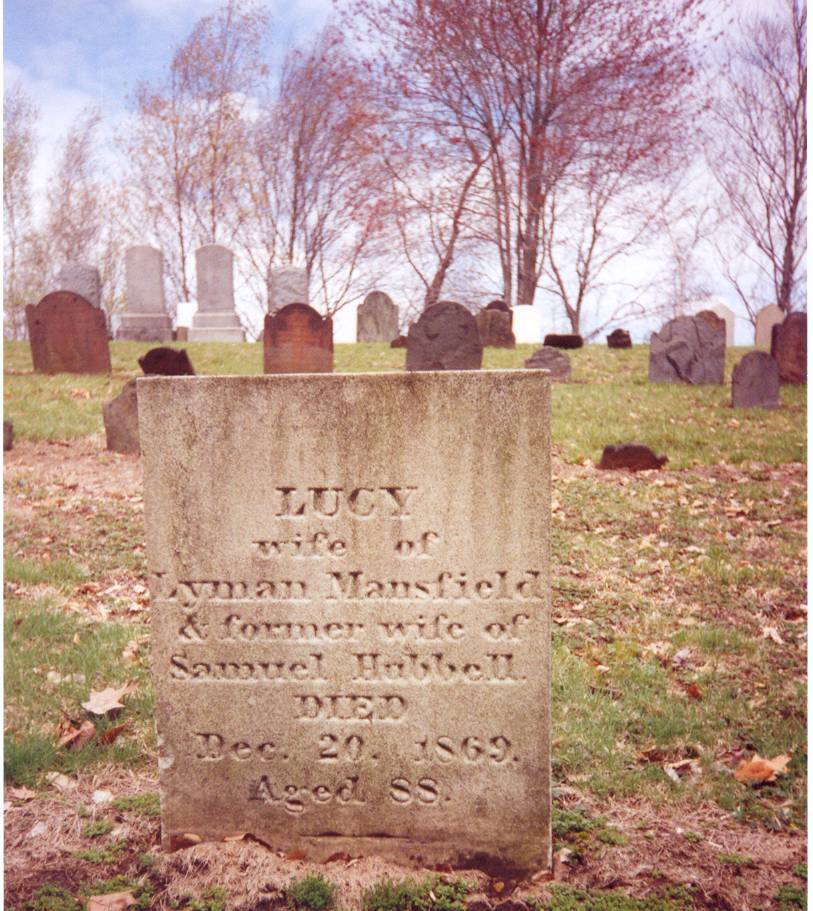 LUCY
wife of
Lyman Mansfield
& former wife of
Samuel Hubbell.
DIED
Dec. 20. 1869.
Aged 88.